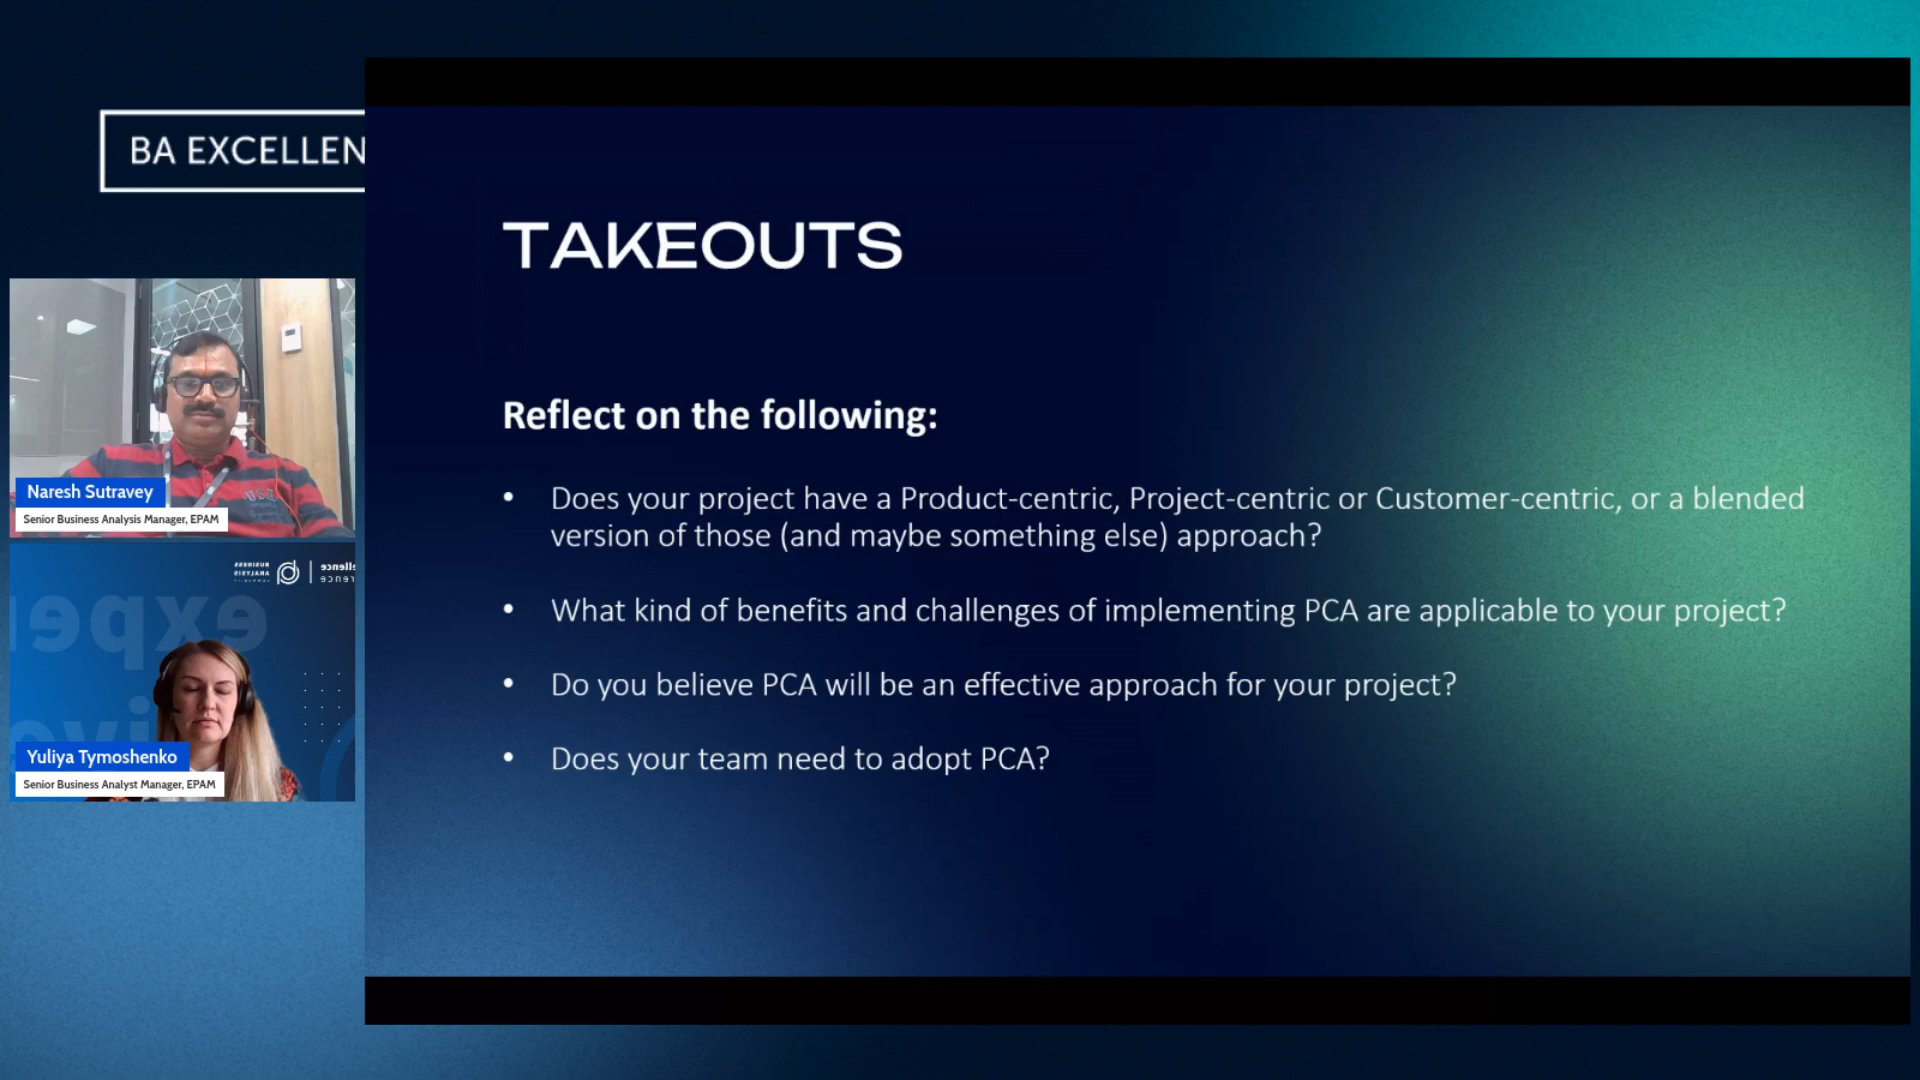 BA EXCELLEN
TAKEOUTS
Reflect on the following:
• Does your project have a Product-centric, Project-centric or Customer-centric, or a blended
version of those (and maybe something else) approach?
• What kind of benefits and challenges of implementing PCA are applicable to your project?
• Do you believe PCA will be an effective approach for your project?
• Does your team need to adopt PCA?
Naresh Sutravey
Senior Business Analysis Manager, EPAM
BUSINESS
ANALYSIS
Yuliya Tymoshenko
Senior Business Analyst Manager, EPAM